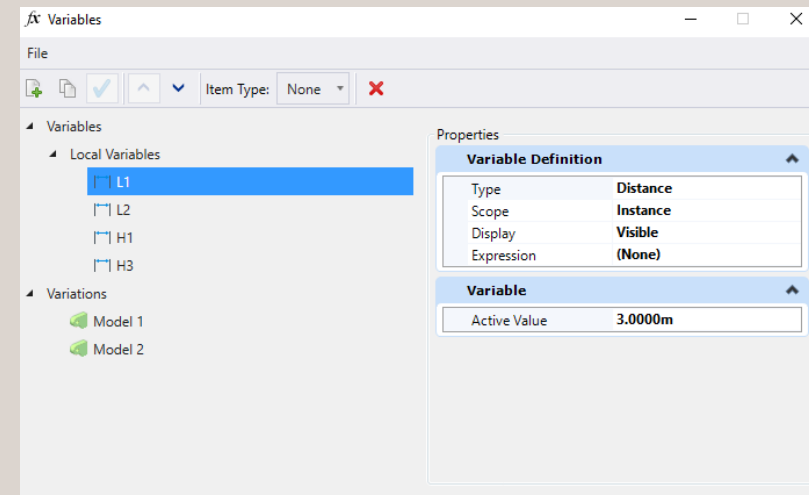 fx Variables
File
Item Type: None
Variables
Local Variables
L1
L2
H1
H3
Variations
Model 1
Model 2
Properties
Variable Definition
Type Distance
Scope Instance
Display Visible
Expression (None)
Variable
Active Value 3.0000m